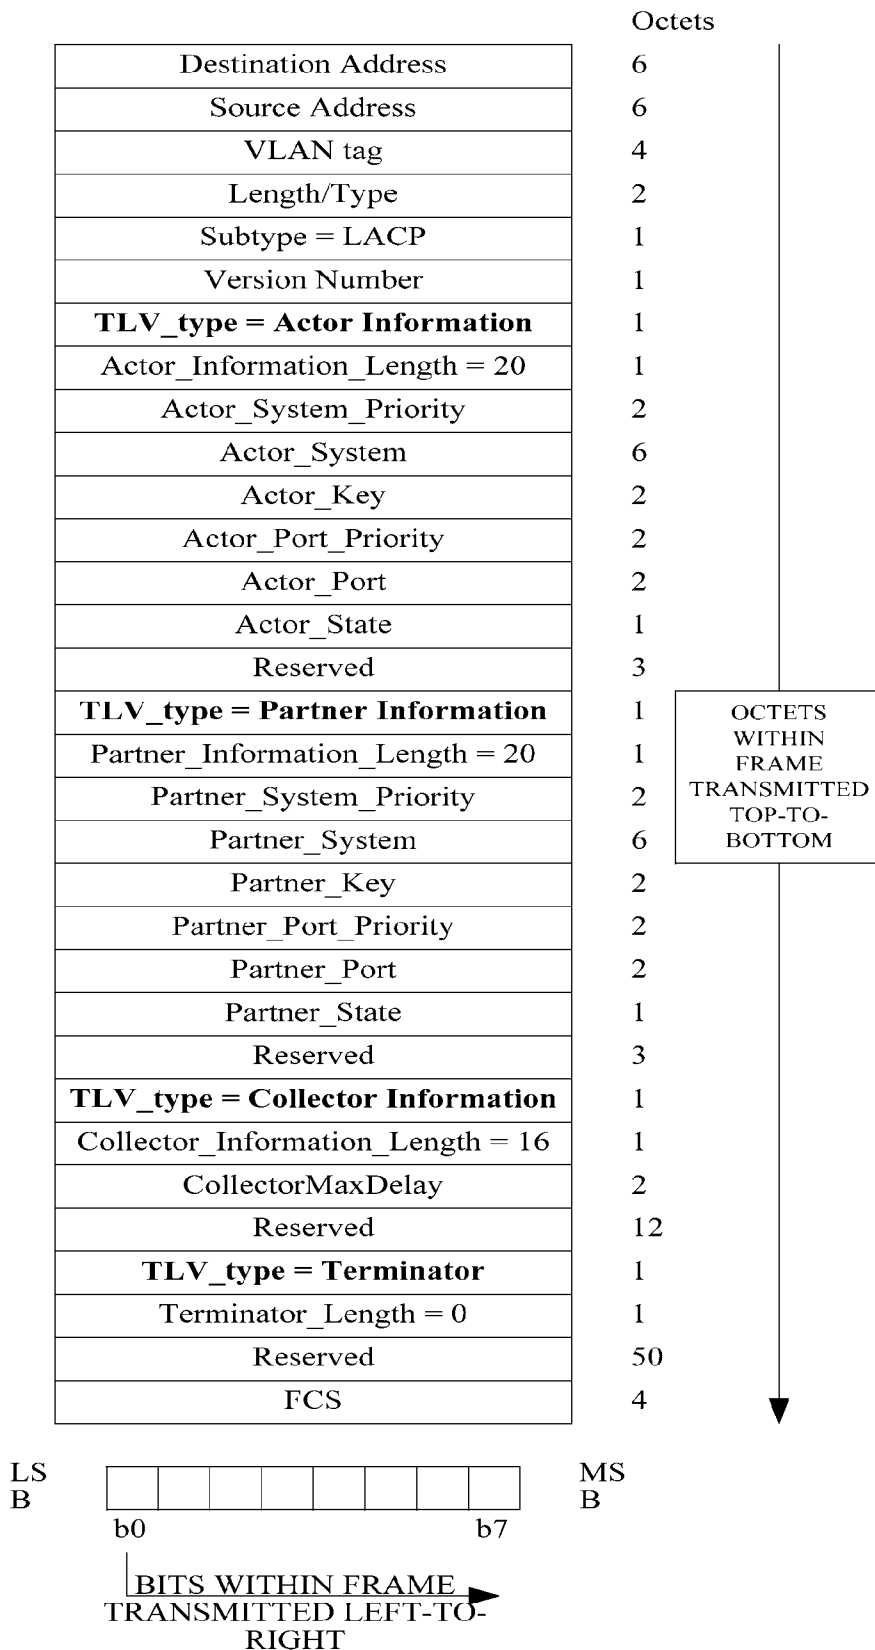 Octets
Destination Address 6
Source Address 6
VLAN tag 4
Length/Type 2
Subtype = LACP 1
Version Number 1
TLV_type = Actor Information 1
Actor_Information_Length = 20 1
Actor_System_Priority 2
Actor_System 6
Actor_Key 2
Actor_Port_Priority 2
Actor_Port 2
Actor_State 1
Reserved 3
TLV_type = Partner Information 1
Partner_Information_Length = 20 1
Partner_System_Priority 2
Partner_System 6
Partner_Key 2
Partner_Port_Priority 2
Partner_Port 2
Partner_State 1
Reserved 3
TLV_type = Collector Information 1
Collector_Information_Length = 16 1
CollectorMaxDelay 2
Reserved 12
TLV_type = Terminator 1
Terminator_Length = 0 1
Reserved 50
FCS 4
OCTETS
WITHIN
FRAME
TRANSMITTED
TOP-TO-
BOTTOM
LS
B
MS
B
b0 b7
BITS WITHIN FRAME
TRANSMITTED LEFT-TO-
RIGHT